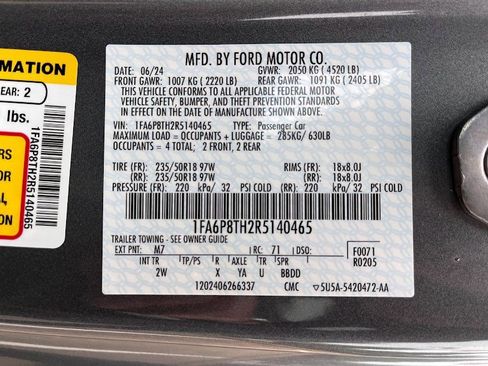 ORMATION
EAR: 2
lbs.
1FA6P8TH2R5140465
ERS
OR
TAL,
ED.
MFD. BY FORD MOTOR CO.
DATE: 06/24 GVWR: 2050 KG ( 4520 LB)
FRONT GAWR: 1007 KG ( 2220 LB) REAR GAWR: 1091 KG ( 2405 LB)
THIS VEHICLE CONFORMS TO ALL APPLICABLE FEDERAL MOTOR
VEHICLE SAFETY, BUMPER, AND THEFT PREVENTION STANDARDS
IN EFFECT ON THE DATE OF MANUFACTURE SHOWN ABOVE.
VIN: 1FA6P8TH2R5140465 TYPE: Passenger Car
MAXIMUM LOAD = OCCUPANTS + LUGGAGE = 285KG/ 630LB
OCCUPANTS = 4 TOTAL; 2 FRONT, 2 REAR
TIRE (FR): 235/50R18 97W RIMS (FR): 18x8.0J
(RR): 235/50R18 97W (RR): 18x8.0J
PRESSURE (FR): 220 kPa/ 32 PSI COLD (RR): 220 kPa/ 32 PSI COLD
1FA6P8TH2R5140465
TRAILER TOWING - SEE OWNER GUIDE
EXT PNT: M7 RC: 71 DSO: F0071
INT TR TP/PS R AXLE TR SPR R0205
2W X YA U BBDD
1202406266337 CMC ▽5U5A-5420472-AA